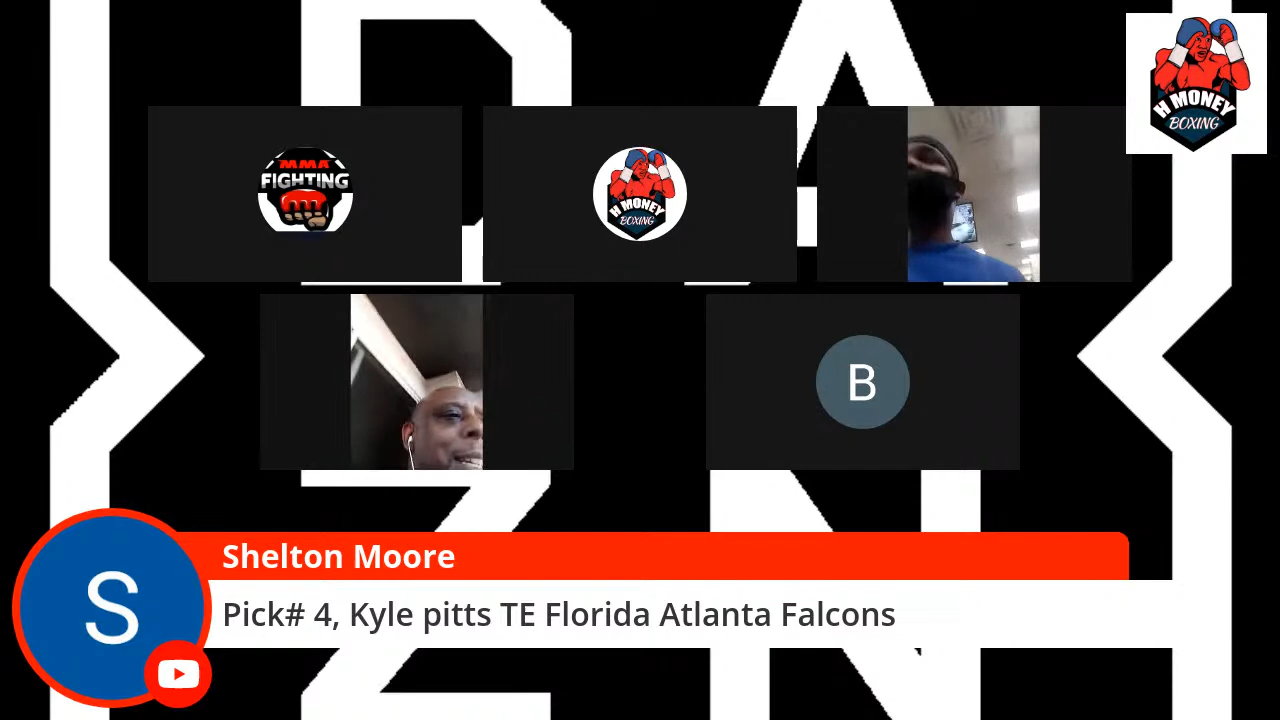 MMA
FIGHTING
H MONEY
BOXING
H MONEY
BOXING
B
S
Shelton Moore
Pick# 4, Kyle pitts TE Florida Atlanta Falcons